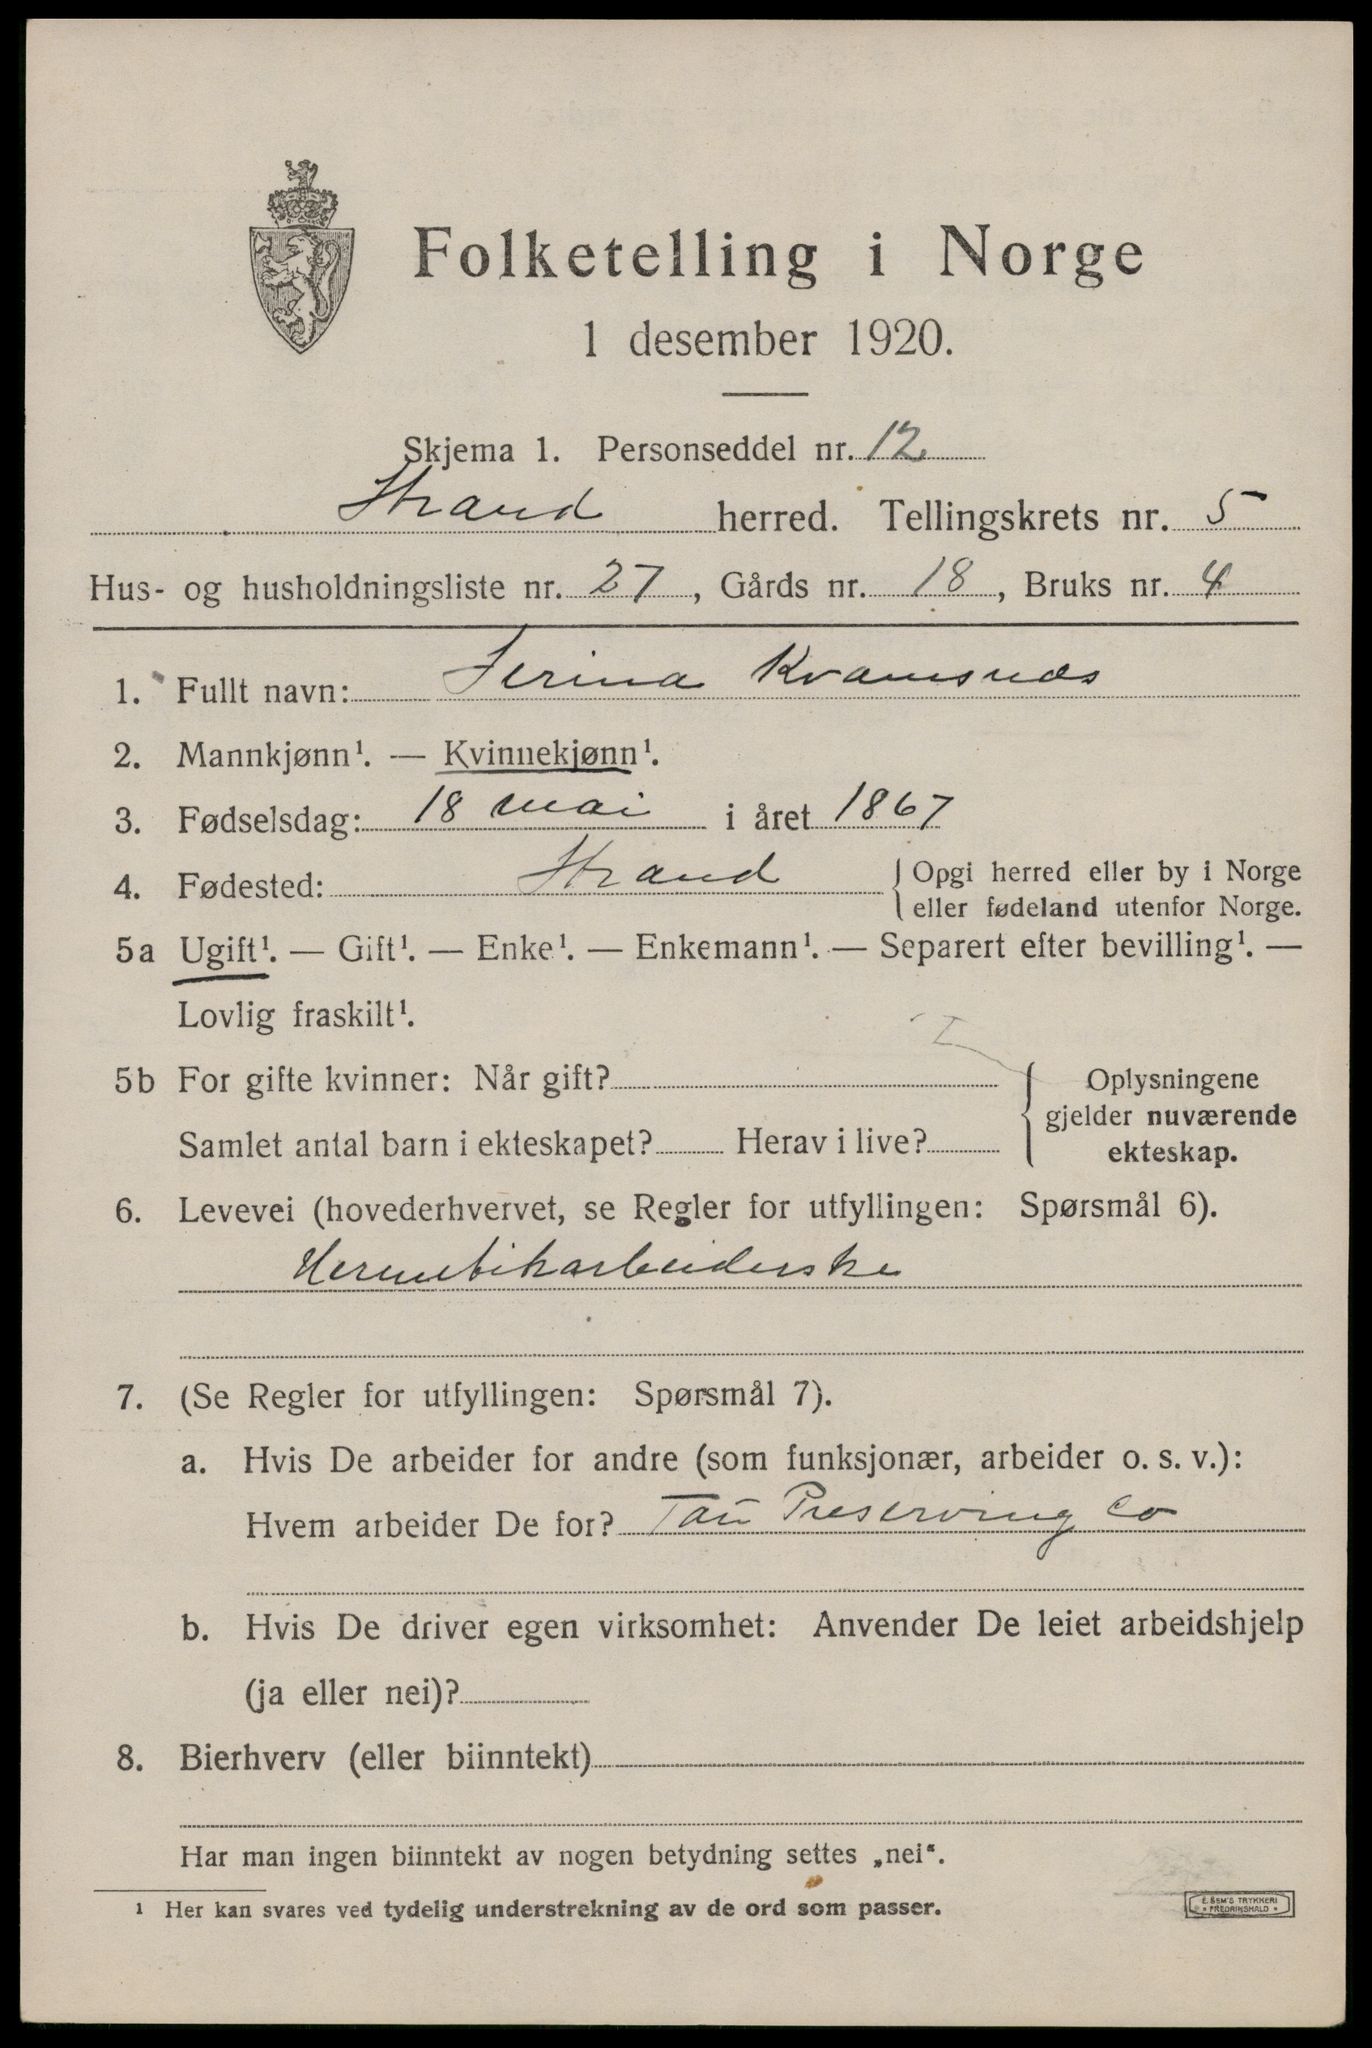 Folketelling i Norge
1 desember 1920.
Skjema 1. Personseddel nr. 12
Strand herred. Tellingskrets nr. 5
Hus- og husholdningsliste nr. 27, Gårds nr. 18, Bruks nr. 4
1. Fullt navn: Serina Kvamsnæs
2. Mannkjønn¹. — Kvinnekjønn¹.
3. Fødselsdag: 18 mai i året 1867
4. Fødested: Strand { Opgi herred eller by i Norge
eller fødeland utenfor Norge.
5a Ugift¹. — Gift¹. — Enke¹. — Enkemann¹. — Separert efter bevilling¹. —
Lovlig fraskilt¹.
5b For gifte kvinner: Når gift?
Samlet antal barn i ekteskapet? Herav i live?
{ Oplysningene
gjelder nuværende
ekteskap.
6. Levevei (hovederhvervet, se Regler for utfyllingen: Spørsmål 6).
Hermetikarbeiderske
7. (Se Regler for utfyllingen: Spørsmål 7).
a. Hvis De arbeider for andre (som funksjonær, arbeider o. s. v.):
Hvem arbeider De for? Tau Preserving Co
b. Hvis De driver egen virksomhet: Anvender De leiet arbeidshjelp
(ja eller nei)?
8. Bierhverv (eller biinntekt)
Har man ingen biinntekt av nogen betydning settes „nei“.
¹ Her kan svares ved tydelig understrekning av de ord som passer.
E. SEM'S TRYKKERI
FREDRIKSHALD